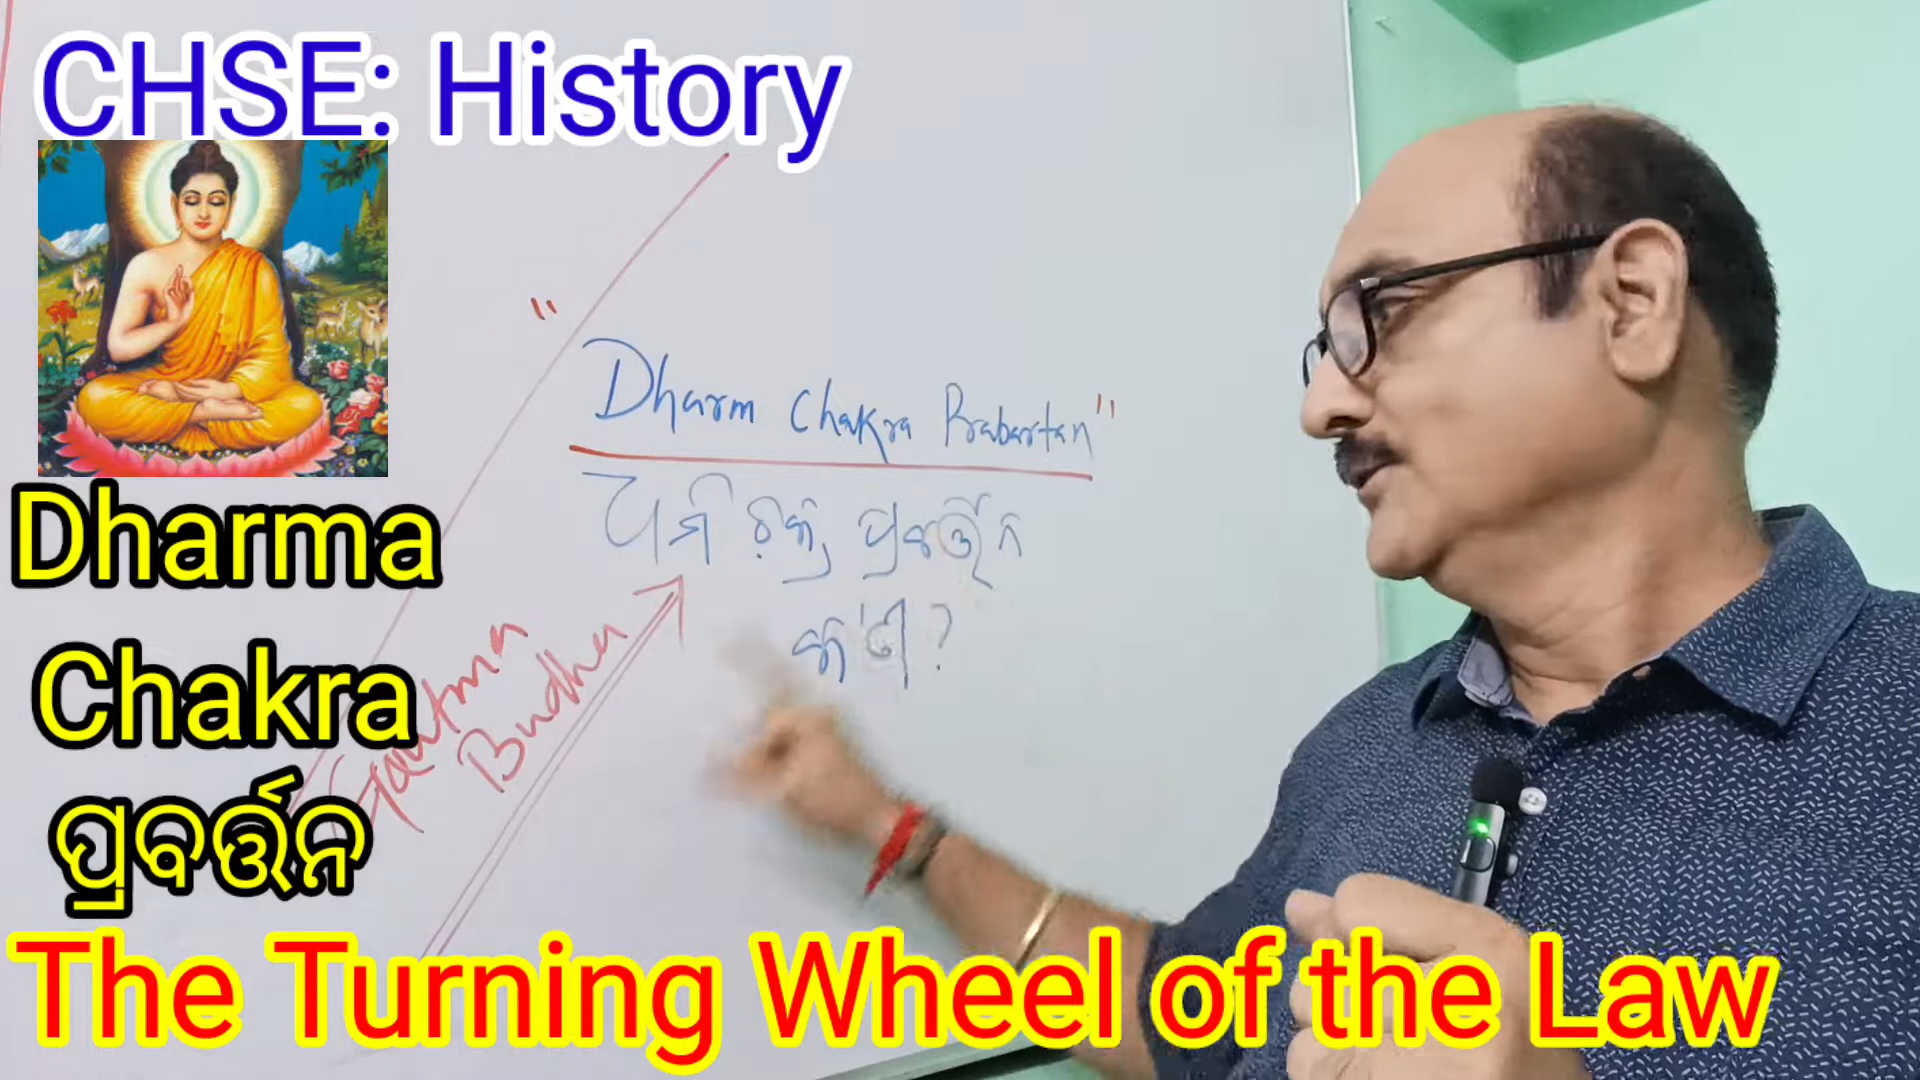 CHSE: History
"Dharm Chakra Prabartan"
ଧର୍ମ ଚକ୍ର ପ୍ରବର୍ତ୍ତନ
କ'ଣ?
Gautma
Budha
Dharma
Chakra
ପ୍ରବର୍ତ୍ତନ
The Turning Wheel of the Law